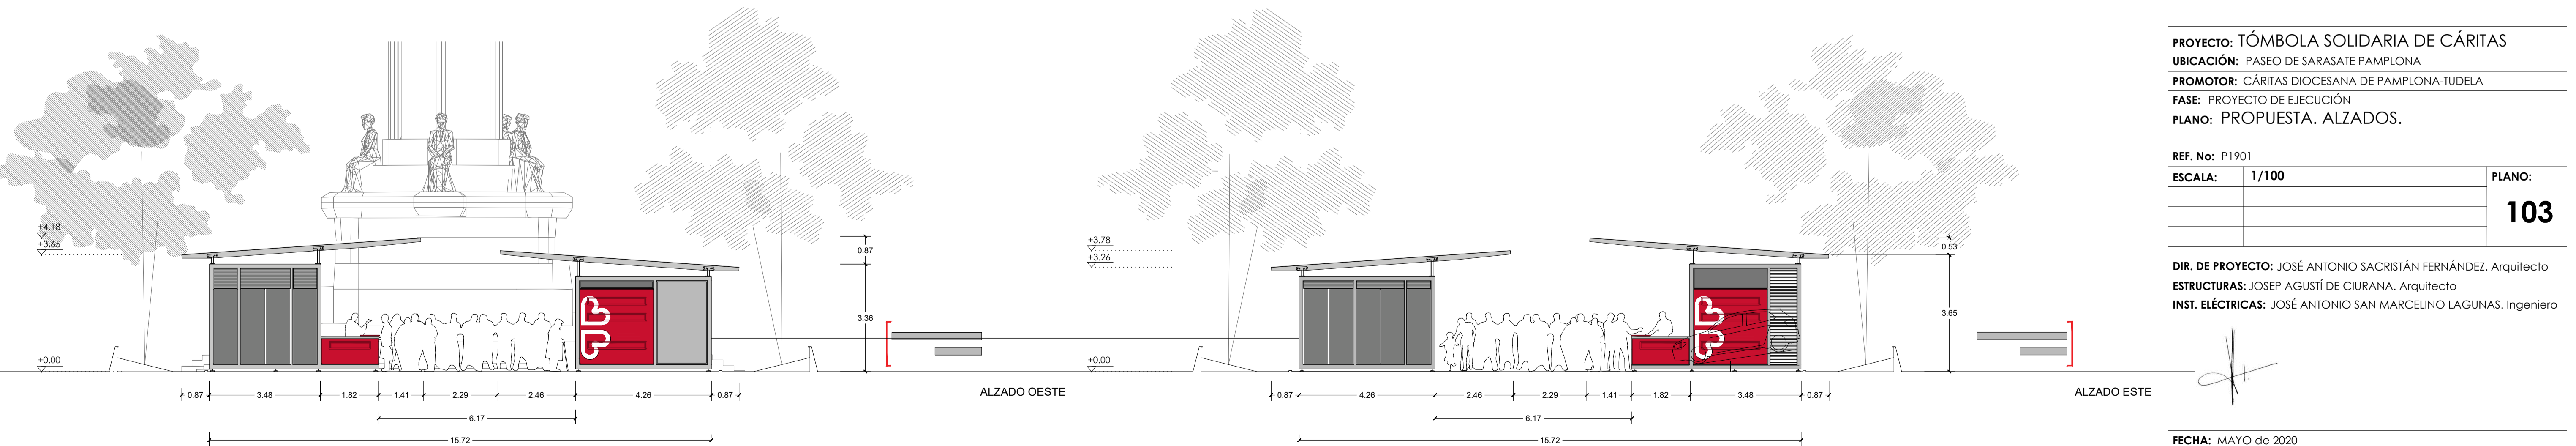 +4.18
+3.65
+0.00
0.87
3.36
0.87 3.48 1.82 1.41 2.29 2.46 4.26 0.87
6.17
15.72
ALZADO OESTE
+3.78
+3.26
+0.00
0.53
3.65
0.87 4.26 2.46 2.29 1.41 1.82 3.48 0.87
6.17
15.72
ALZADO ESTE
PROYECTO: TÓMBOLA SOLIDARIA DE CÁRITAS
UBICACIÓN: PASEO DE SARASATE PAMPLONA
PROMOTOR: CÁRITAS DIOCESANA DE PAMPLONA-TUDELA
FASE: PROYECTO DE EJECUCIÓN
PLANO: PROPUESTA. ALZADOS.
REF. No: P1901
ESCALA: 1/100
PLANO:
103
DIR. DE PROYECTO: JOSÉ ANTONIO SACRISTÁN FERNÁNDEZ. Arquitecto
ESTRUCTURAS: JOSEP AGUSTÍ DE CIURANA. Arquitecto
INST. ELÉCTRICAS: JOSÉ ANTONIO SAN MARCELINO LAGUNAS. Ingeniero
FECHA: MAYO de 2020